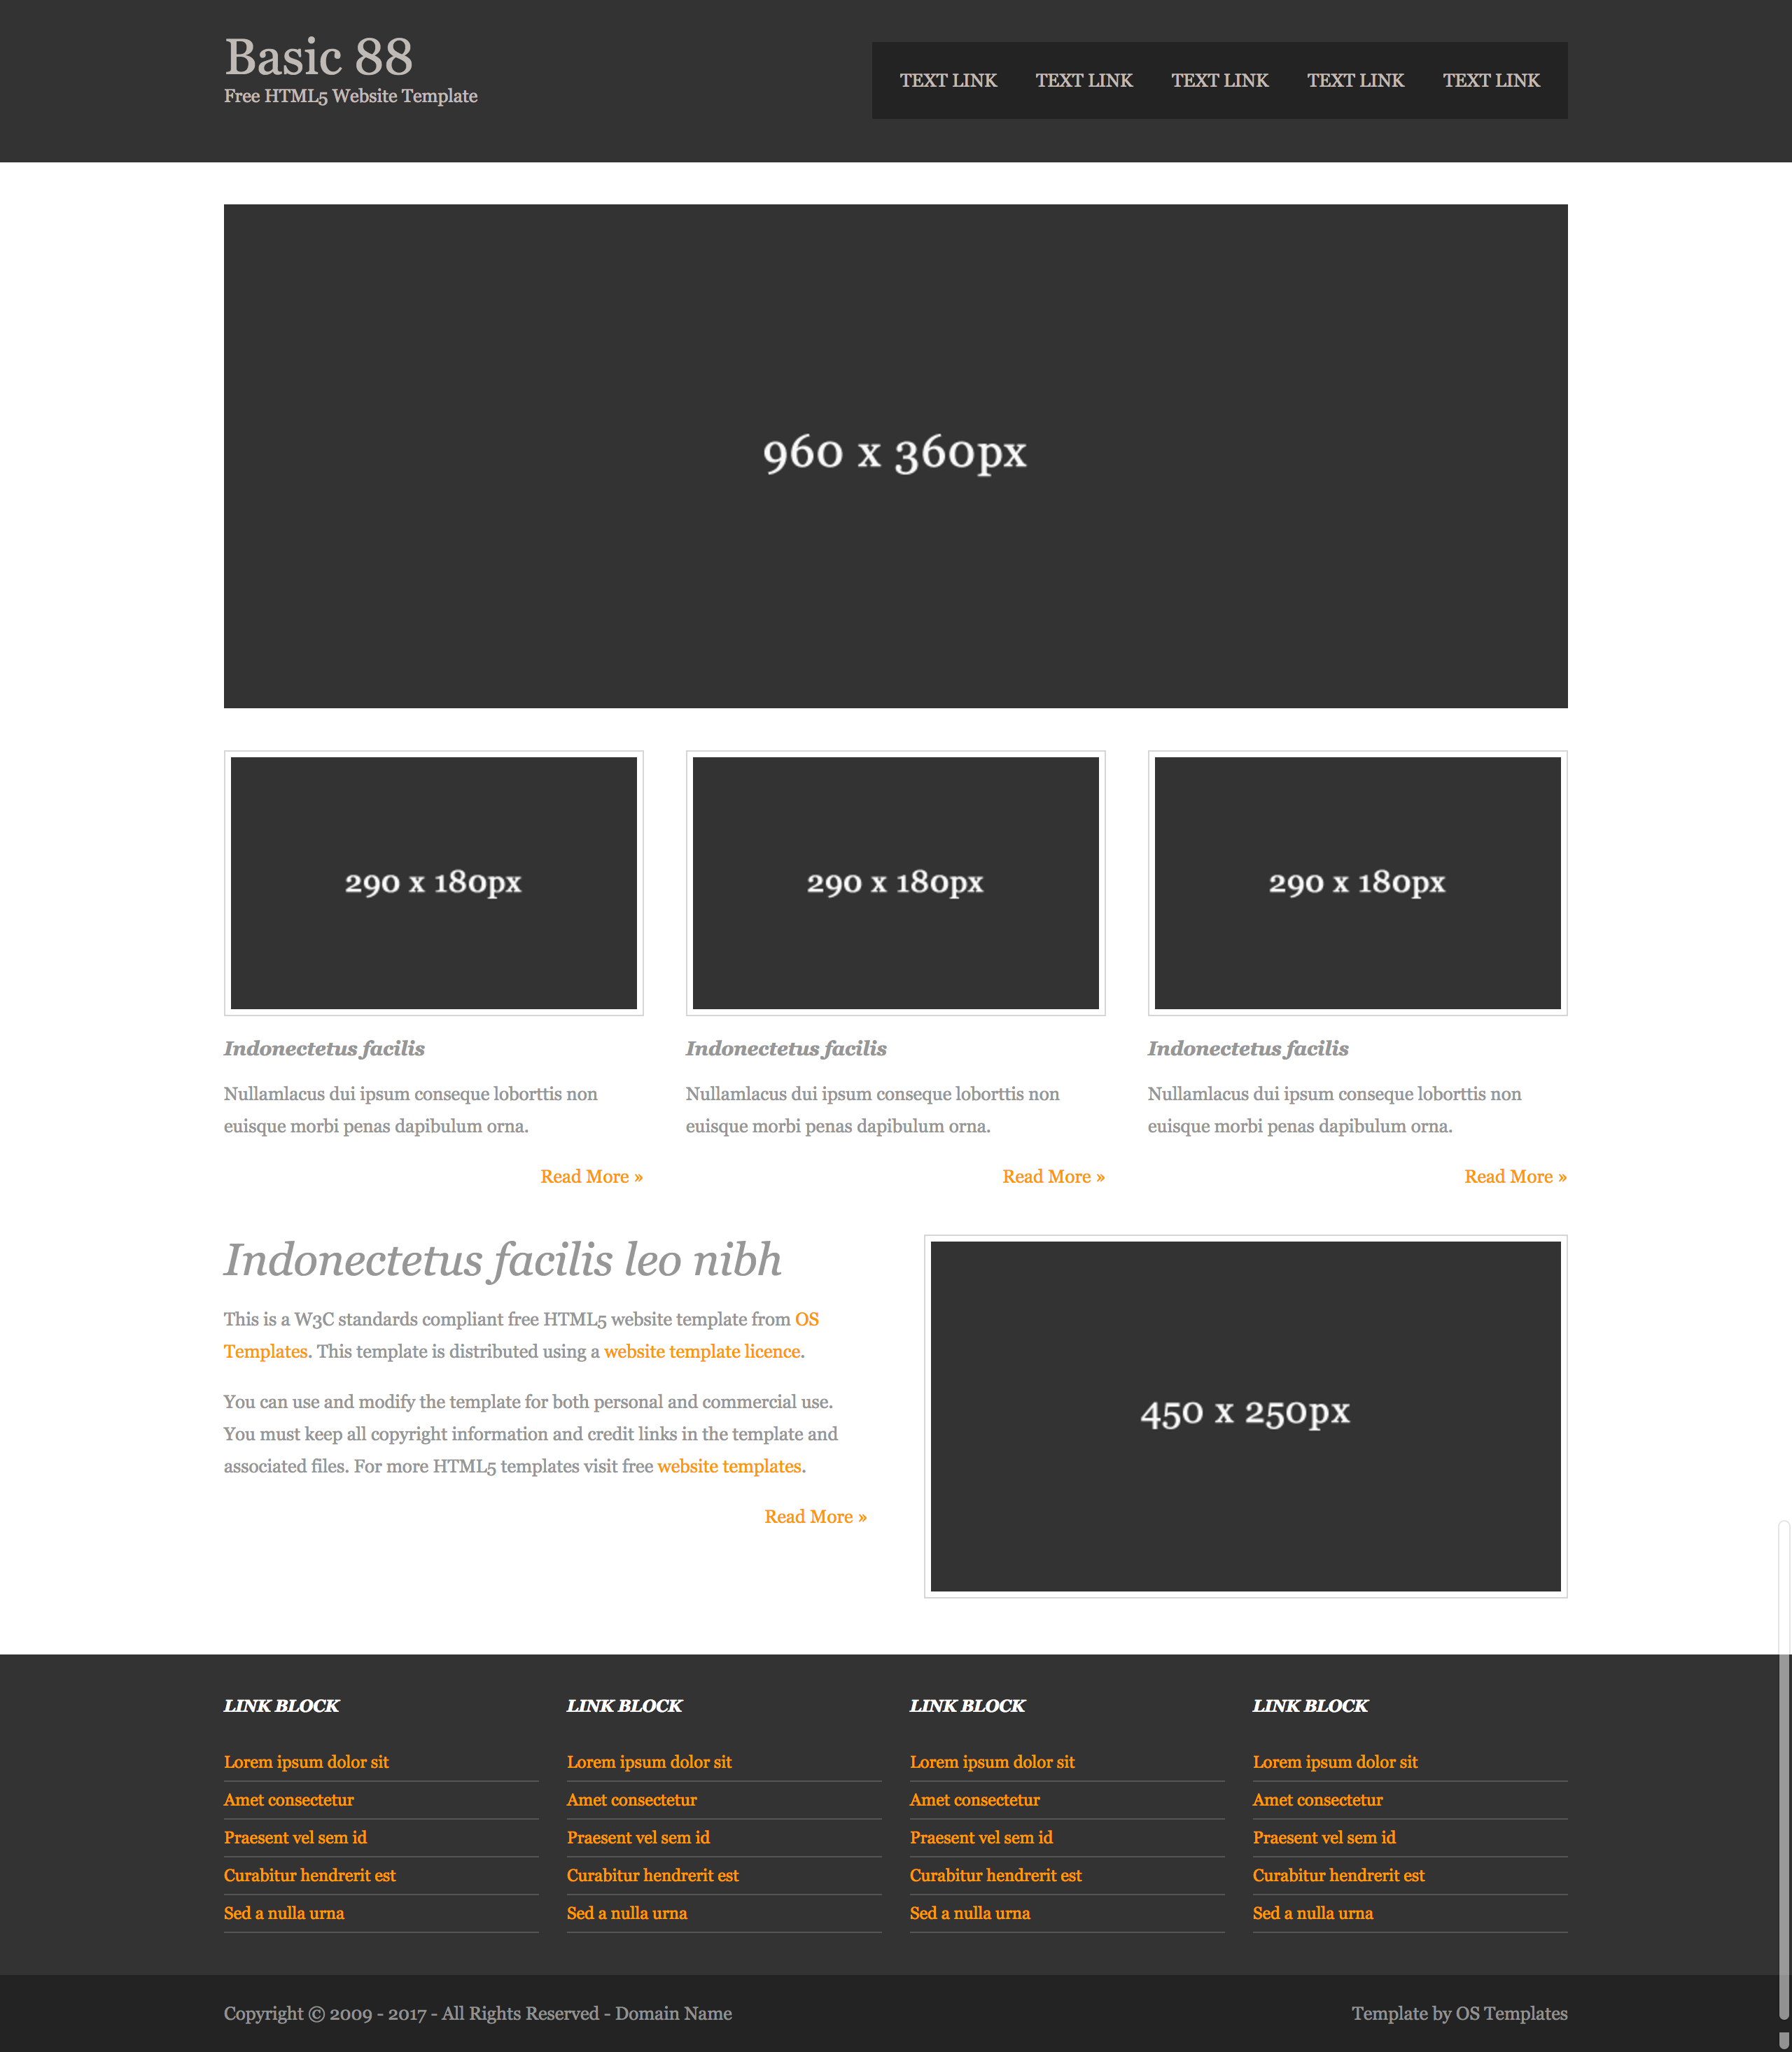 Basic 88
Free HTML5 Website Template
TEXT LINK TEXT LINK TEXT LINK TEXT LINK TEXT LINK
960 x 360px
290 x 180px
290 x 180px
290 x 180px
Indonectetus facilis
Nullamlacus dui ipsum conseque loborttis non
euisque morbi penas dapibulum orna.
Read More »
Indonectetus facilis
Nullamlacus dui ipsum conseque loborttis non
euisque morbi penas dapibulum orna.
Read More »
Indonectetus facilis
Nullamlacus dui ipsum conseque loborttis non
euisque morbi penas dapibulum orna.
Read More »
Indonectetus facilis leo nibh
This is a W3C standards compliant free HTML5 website template from OS
Templates. This template is distributed using a website template licence.
You can use and modify the template for both personal and commercial use.
You must keep all copyright information and credit links in the template and
associated files. For more HTML5 templates visit free website templates.
Read More »
450 x 250px
LINK BLOCK
Lorem ipsum dolor sit
Amet consectetur
Praesent vel sem id
Curabitur hendrerit est
Sed a nulla urna
LINK BLOCK
Lorem ipsum dolor sit
Amet consectetur
Praesent vel sem id
Curabitur hendrerit est
Sed a nulla urna
LINK BLOCK
Lorem ipsum dolor sit
Amet consectetur
Praesent vel sem id
Curabitur hendrerit est
Sed a nulla urna
LINK BLOCK
Lorem ipsum dolor sit
Amet consectetur
Praesent vel sem id
Curabitur hendrerit est
Sed a nulla urna
Copyright © 2009 - 2017 - All Rights Reserved - Domain Name
Template by OS Templates